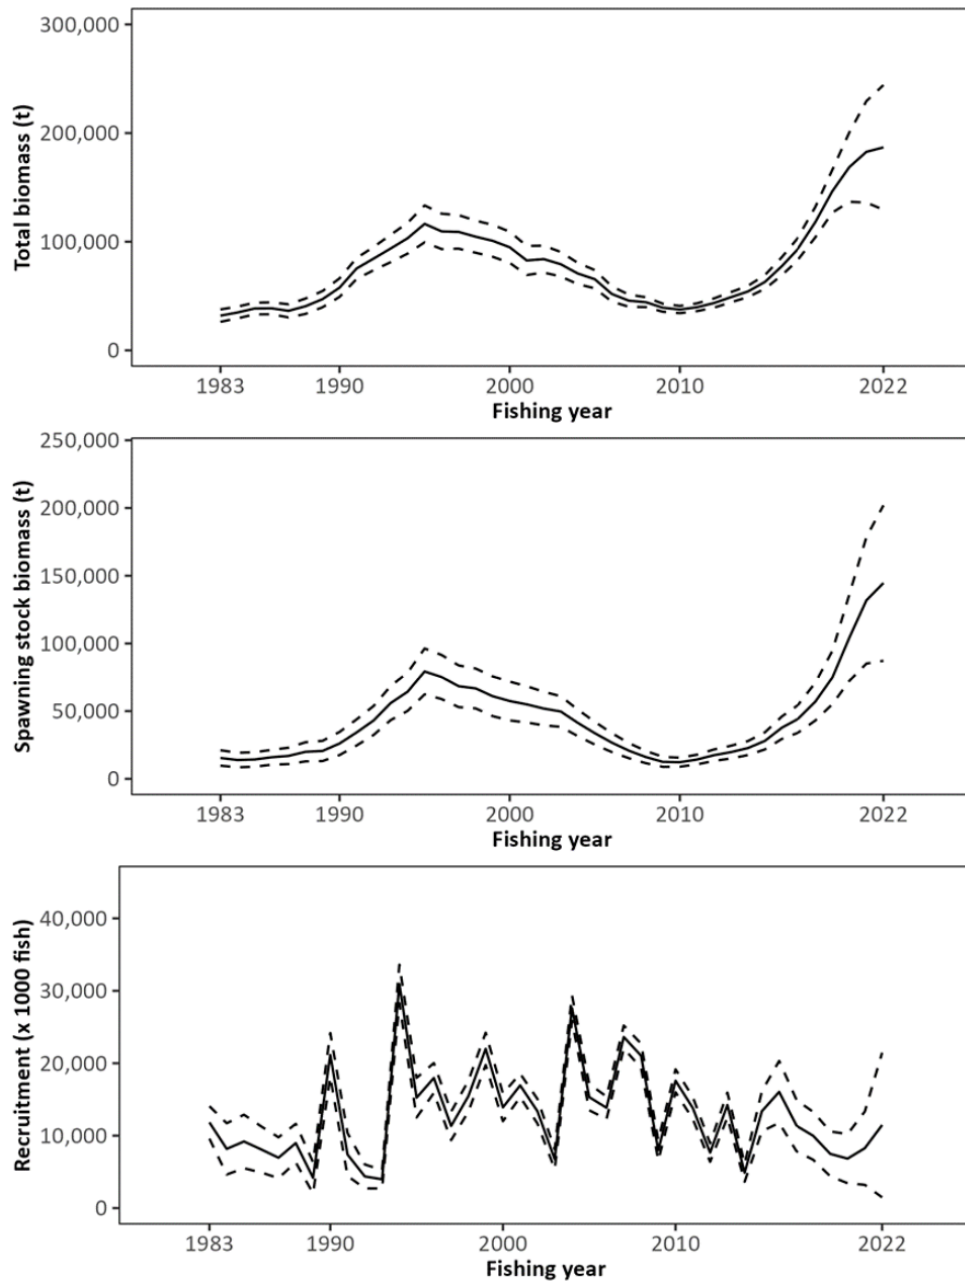 Total biomass (t)
300,000
200,000
100,000
0
1983 1990 2000 2010 2022
Fishing year
Spawning stock biomass (t)
250,000
200,000
150,000
100,000
50,000
0
1983 1990 2000 2010 2022
Fishing year
Recruitment (x 1000 fish)
40,000
30,000
20,000
10,000
0
1983 1990 2000 2010 2022
Fishing year